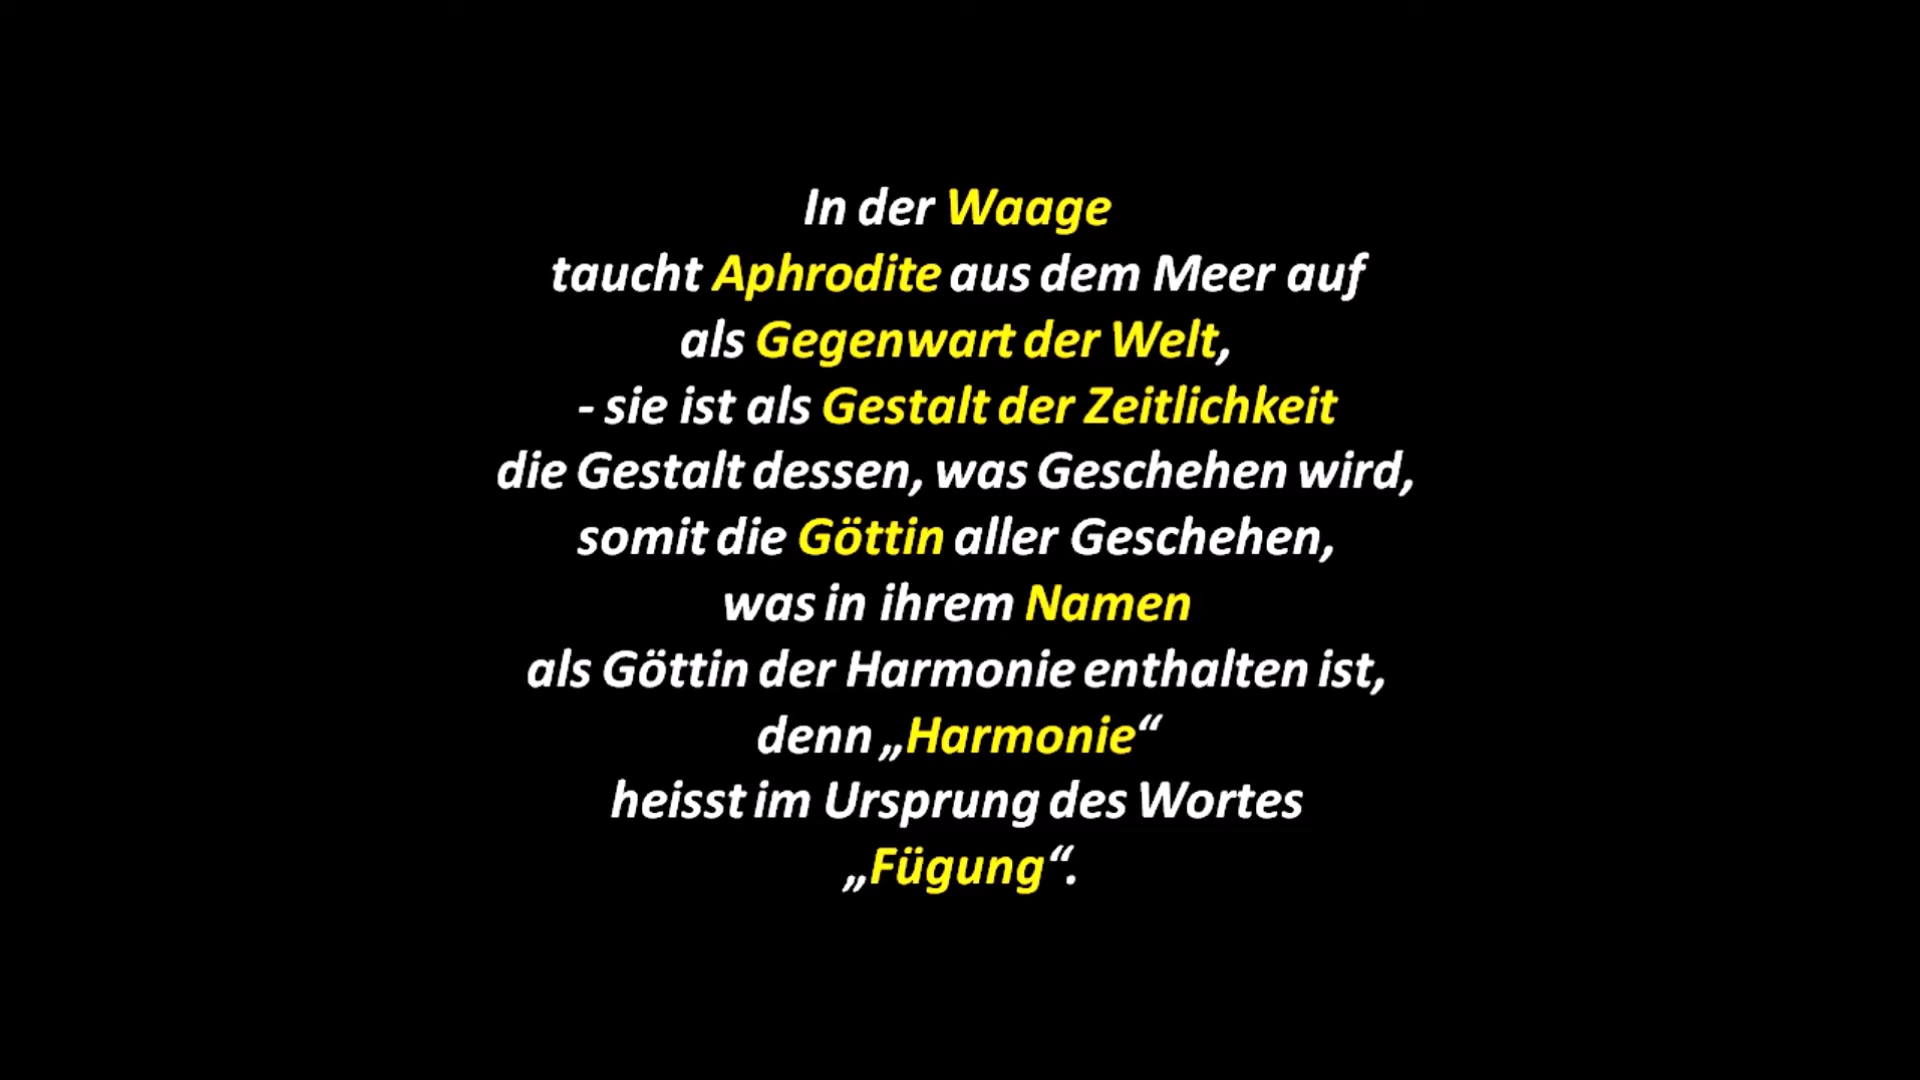 In der Waage
taucht Aphrodite aus dem Meer auf
als Gegenwart der Welt,
- sie ist als Gestalt der Zeitlichkeit
die Gestalt dessen, was Geschehen wird,
somit die Göttin aller Geschehen,
was in ihrem Namen
als Göttin der Harmonie enthalten ist,
denn „Harmonie“
heisst im Ursprung des Wortes
„Fügung“.